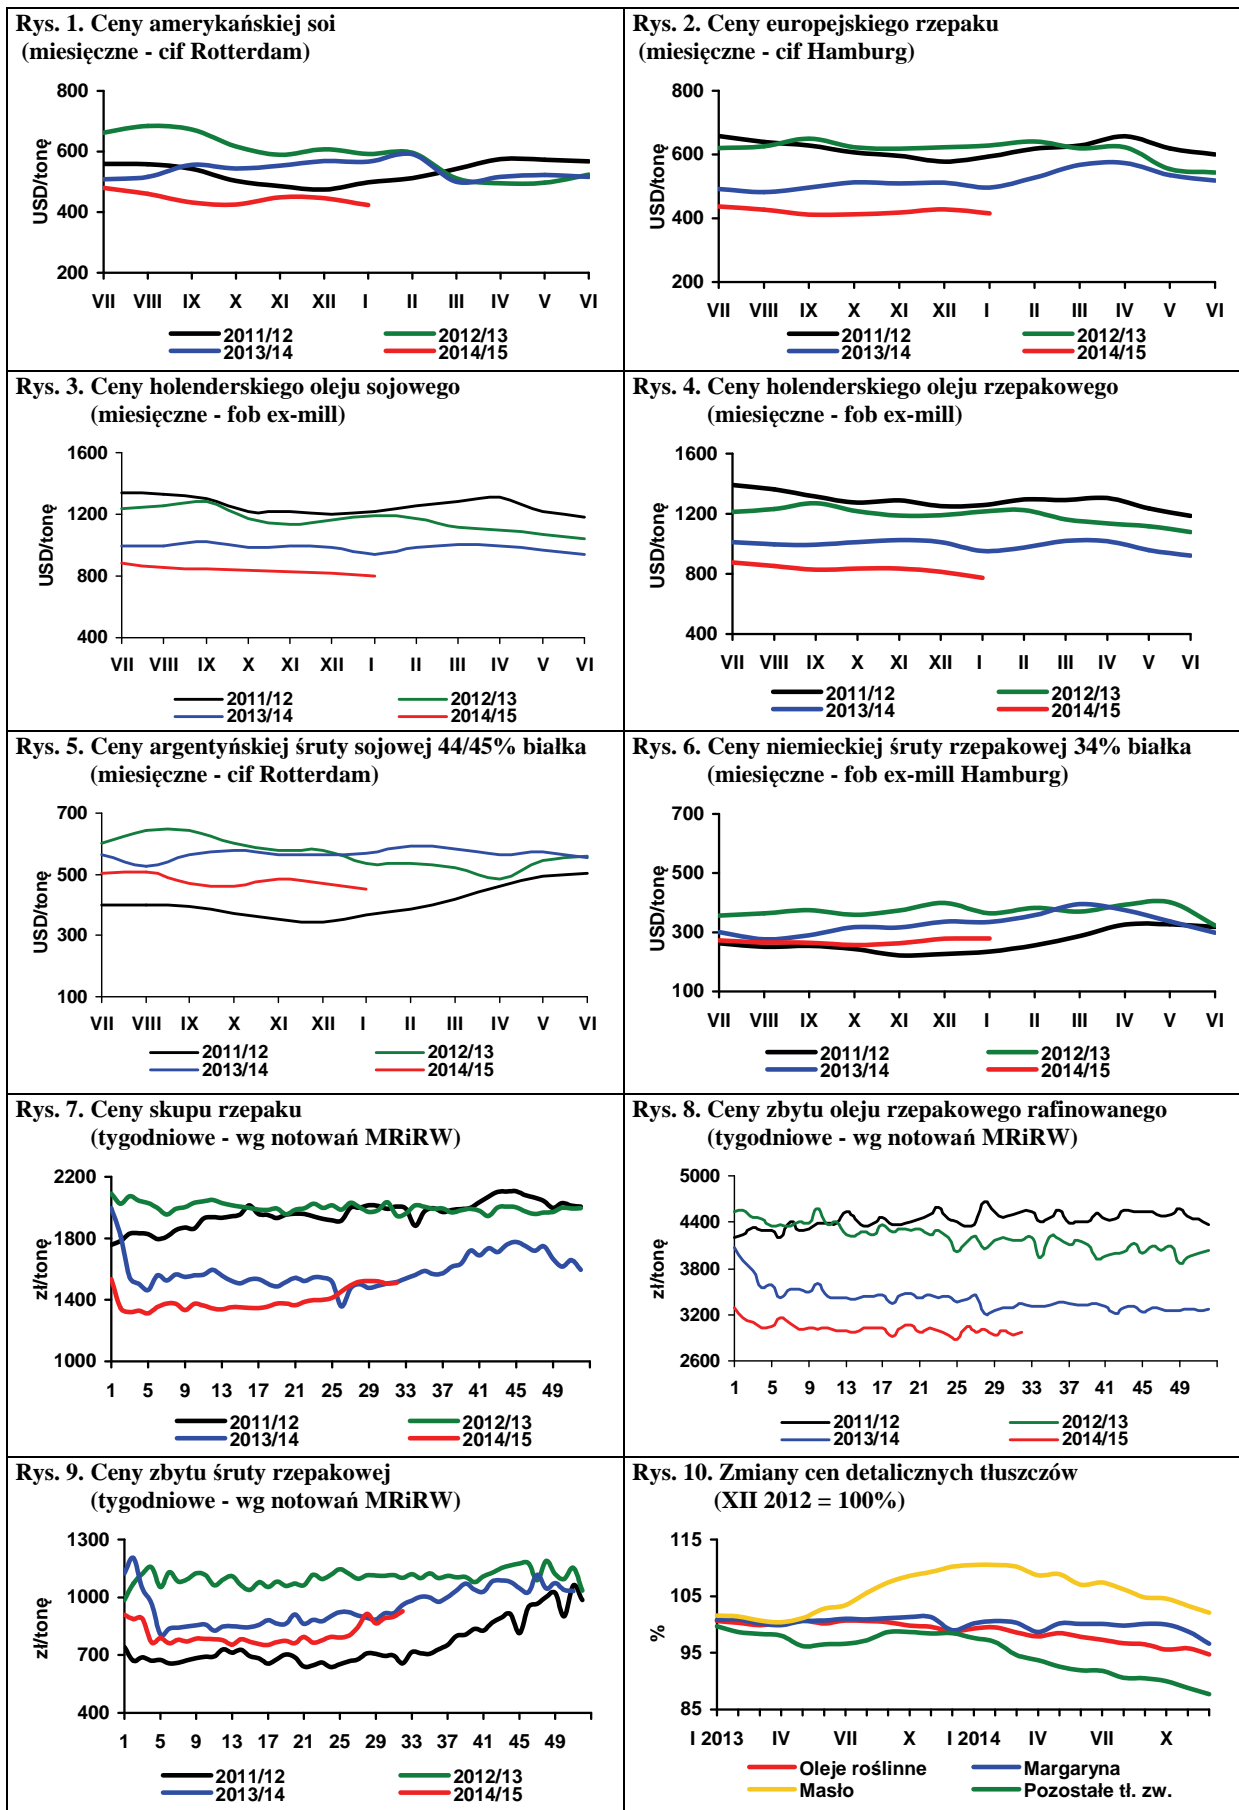 Rys. 1. Ceny amerykańskiej soi
(miesięczne - cif Rotterdam)
800
600
400
200
USD/tonę
VII VIII IX X XI XII I II III IV V VI
2011/12 2012/13
2013/14 2014/15
Rys. 2. Ceny europejskiego rzepaku
(miesięczne - cif Hamburg)
800
600
400
200
USD/tonę
VII VIII IX X XI XII I II III IV V VI
2011/12 2012/13
2013/14 2014/15
Rys. 3. Ceny holenderskiego oleju sojowego
(miesięczne - fob ex-mill)
1600
1200
800
400
USD/tonę
VII VIII IX X XI XII I II III IV V VI
2011/12 2012/13
2013/14 2014/15
Rys. 4. Ceny holenderskiego oleju rzepakowego
(miesięczne - fob ex-mill)
1600
1200
800
400
USD/tonę
VII VIII IX X XI XII I II III IV V VI
2011/12 2012/13
2013/14 2014/15
Rys. 5. Ceny argentyńskiej śruty sojowej 44/45% białka
(miesięczne - cif Rotterdam)
700
500
300
100
USD/tonę
VII VIII IX X XI XII I II III IV V VI
2011/12 2012/13
2013/14 2014/15
Rys. 6. Ceny niemieckiej śruty rzepakowej 34% białka
(miesięczne - fob ex-mill Hamburg)
700
500
300
100
USD/tonę
VII VIII IX X XI XII I II III IV V VI
2011/12 2012/13
2013/14 2014/15
Rys. 7. Ceny skupu rzepaku
(tygodniowe - wg notowań MRiRW)
2200
1800
1400
1000
zł/tonę
1 5 9 13 17 21 25 29 33 37 41 45 49
2011/12 2012/13
2013/14 2014/15
Rys. 8. Ceny zbytu oleju rzepakowego rafinowanego
(tygodniowe - wg notowań MRiRW)
5000
4400
3800
3200
2600
zł/tonę
1 5 9 13 17 21 25 29 33 37 41 45 49
2011/12 2012/13
2013/14 2014/15
Rys. 9. Ceny zbytu śruty rzepakowej
(tygodniowe - wg notowań MRiRW)
1300
1000
700
400
zł/tonę
1 5 9 13 17 21 25 29 33 37 41 45 49
2011/12 2012/13
2013/14 2014/15
Rys. 10. Zmiany cen detalicznych tłuszczów
(XII 2012 = 100%)
115
105
95
85
%
I 2013 IV VII X I 2014 IV VII X
Oleje roślinne Margaryna
Masło Pozostałe tł. zw.